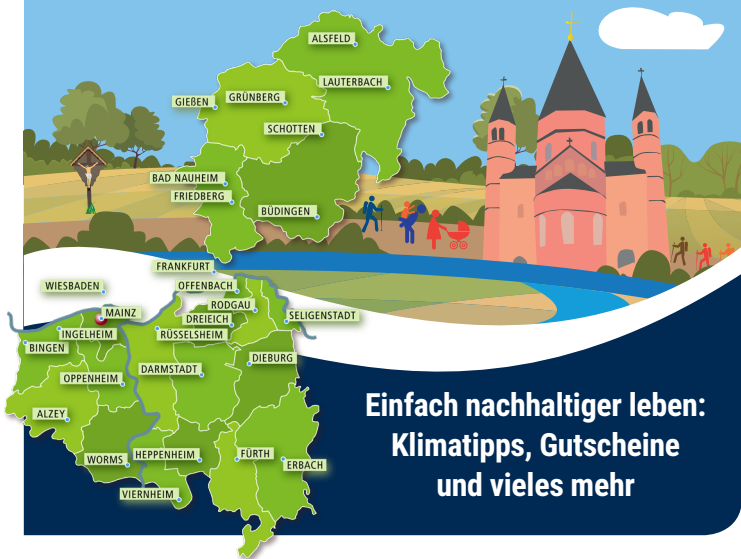 ALSFELD
LAUTERBACH
GRÜNBERG
GIEßEN
SCHOTTEN
BAD NAUHEIM
FRIEDBERG
BÜDINGEN
FRANKFURT
OFFENBACH
WIESBADEN
RODGAU
MAINZ
DREIEICH
SELIGENSTADT
INGELHEIM
RÜSSELSHEIM
BINGEN
DIEBURG
DARMSTADT
OPPENHEIM
ALZEY
WORMS
HEPPENHEIM
FÜRTH
ERBACH
VIERNHEIM
Einfach nachhaltiger leben:
Klimatipps, Gutscheine
und vieles mehr